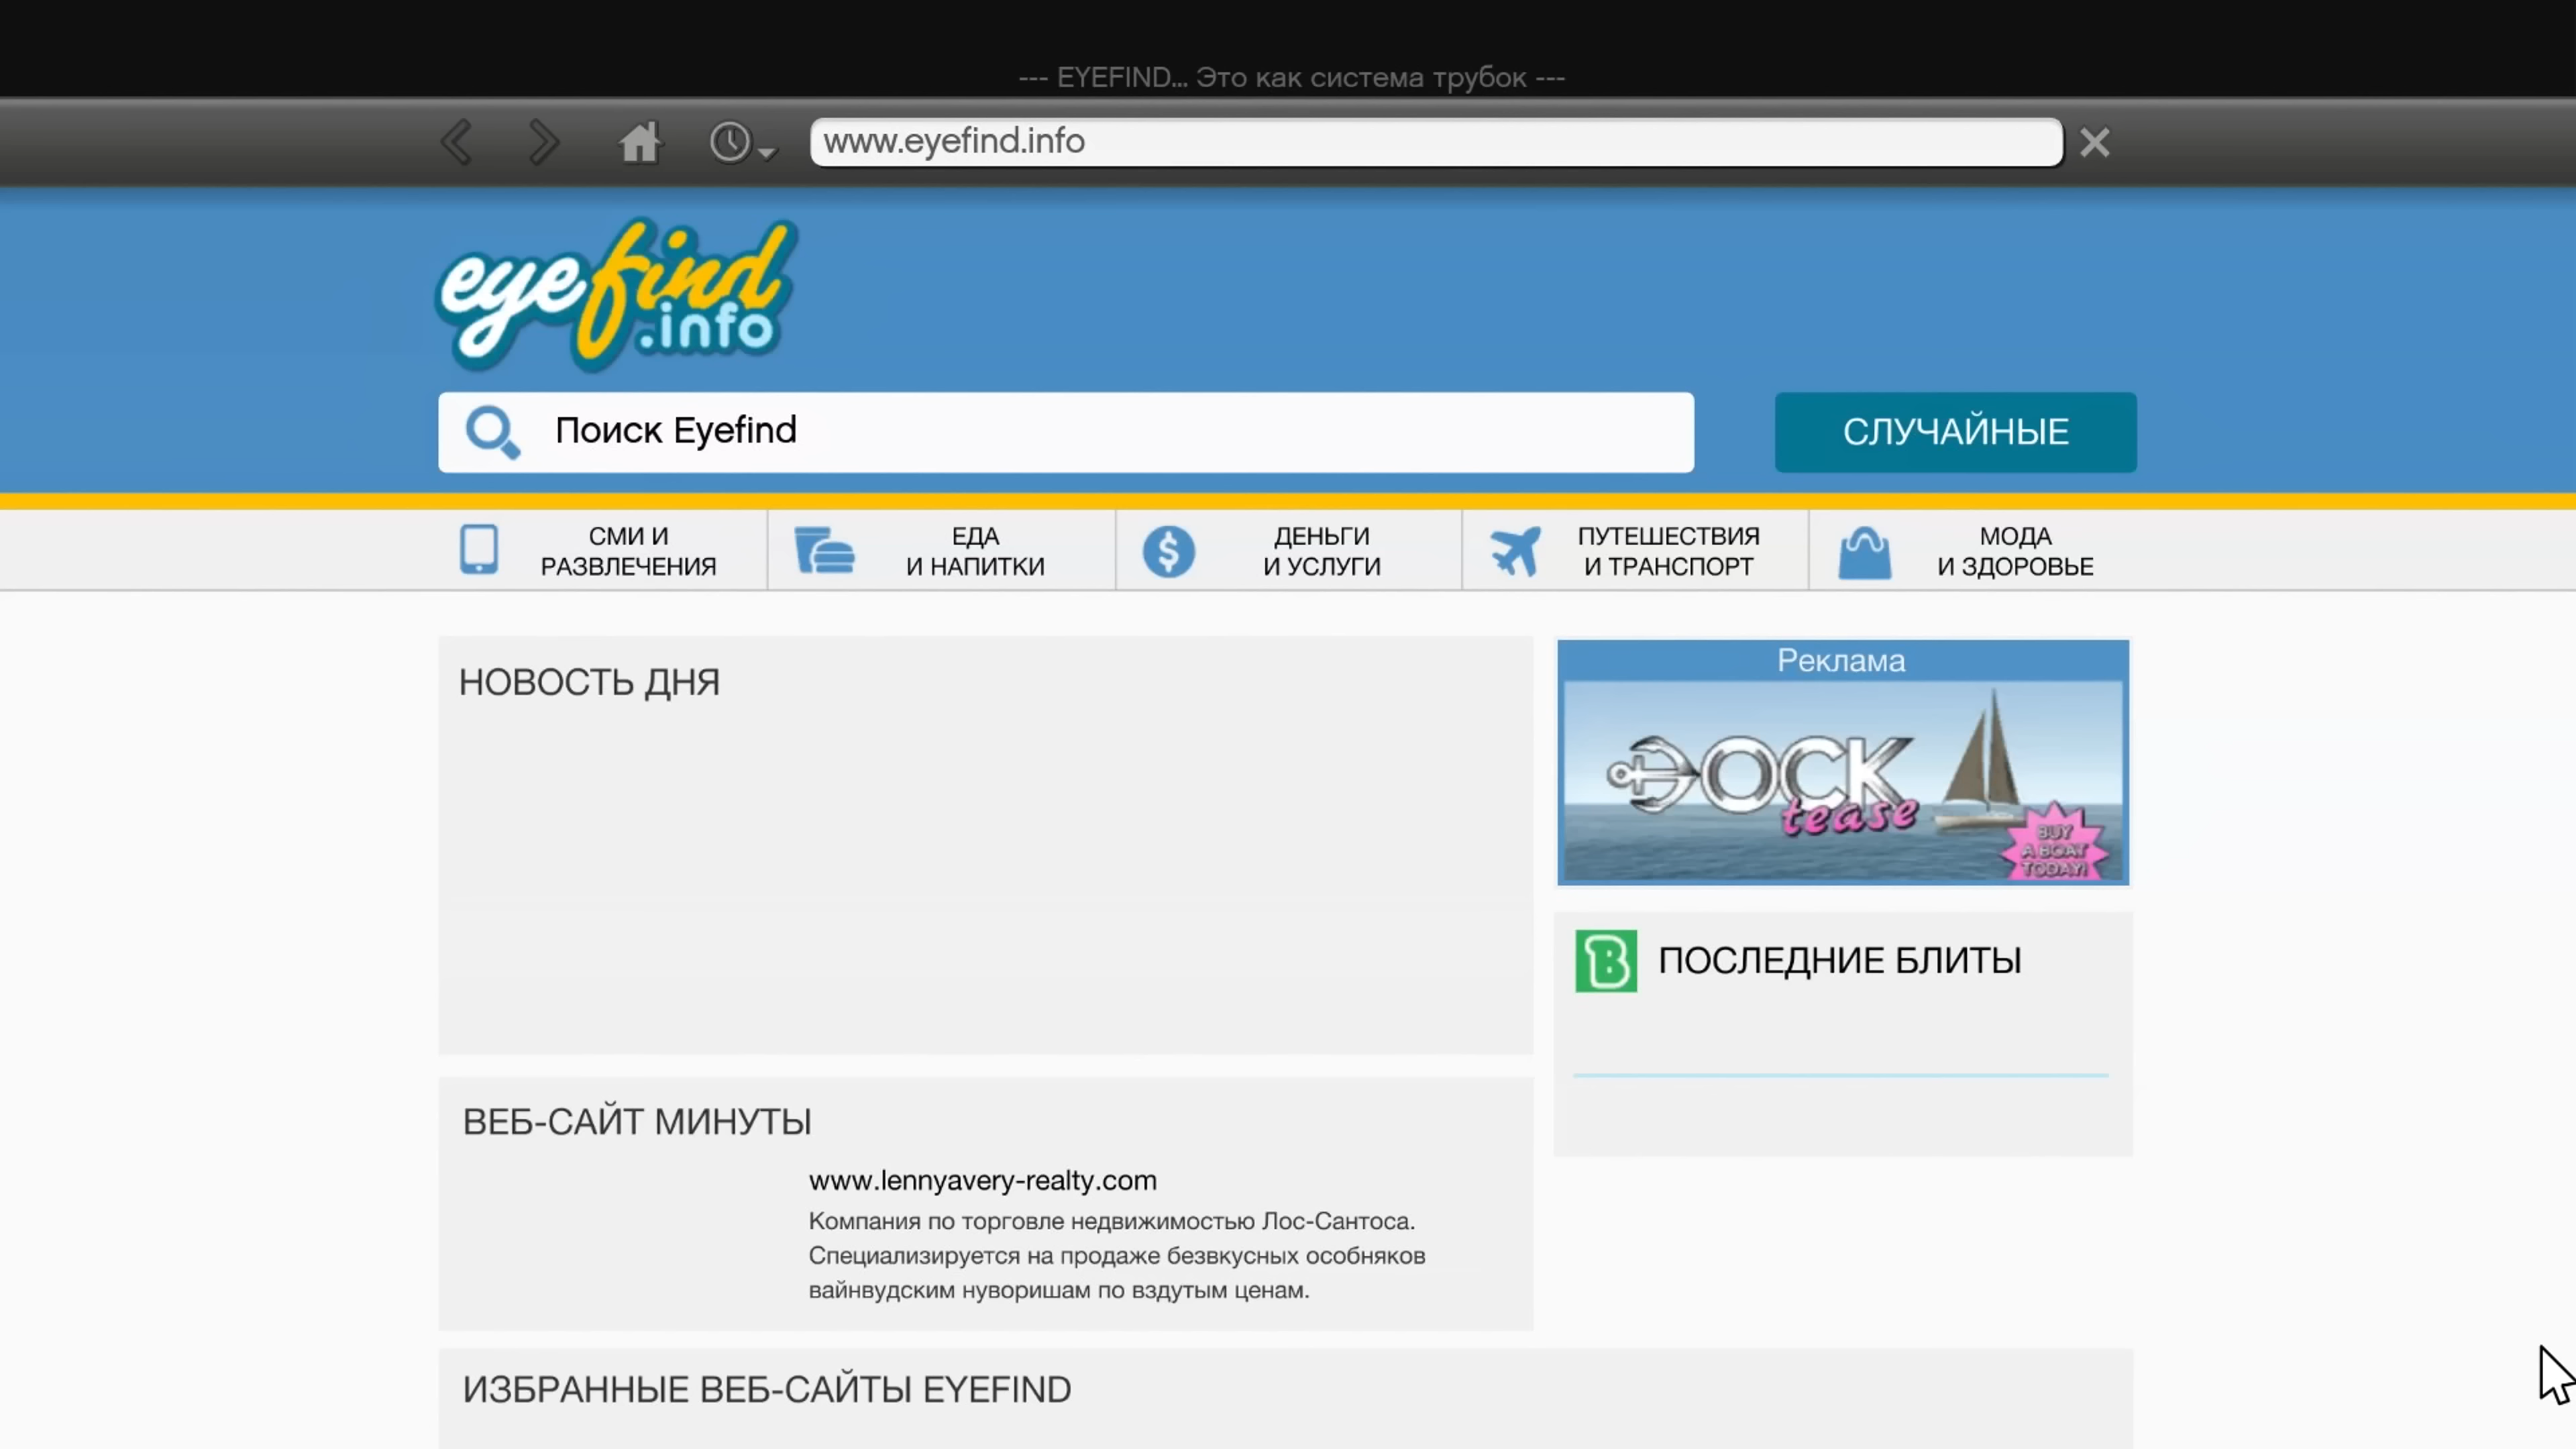 --- EYEFIND... Это как система трубок ---
www.eyefind.info
eyefind
.info
Поиск Eyefind
СЛУЧАЙНЫЕ
СМИ И
РАЗВЛЕЧЕНИЯ
ЕДА
И НАПИТКИ
ДЕНЬГИ
И УСЛУГИ
ПУТЕШЕСТВИЯ
И ТРАНСПОРТ
МОДА
И ЗДОРОВЬЕ
НОВОСТЬ ДНЯ
Реклама
DOCK
tease
BUY
A BOAT
TODAY!
B
ПОСЛЕДНИЕ БЛИТЫ
ВЕБ-САЙТ МИНУТЫ
www.lennyavery-realty.com
Компания по торговле недвижимостью Лос-Сантоса.
Специализируется на продаже безвкусных особняков
вайнвудским нуворишам по вздутым ценам.
ИЗБРАННЫЕ ВЕБ-САЙТЫ EYEFIND